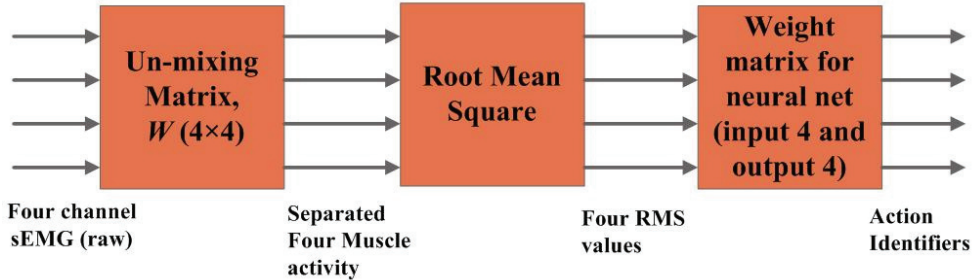 Un-mixing
Matrix,
W (4×4)
Root Mean
Square
Weight
matrix for
neural net
(input 4 and
output 4)
Four channel
sEMG (raw)
Separated
Four Muscle
activity
Four RMS
values
Action
Identifiers